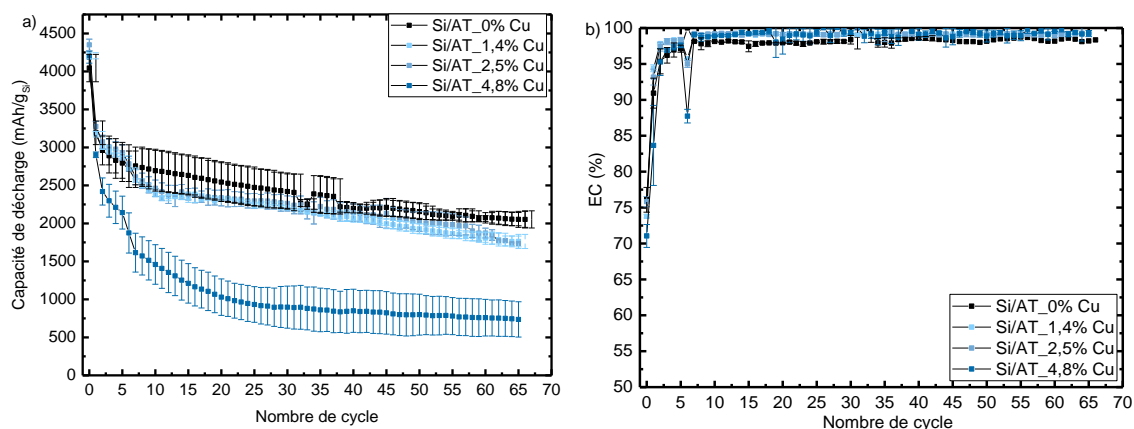 a)
Si/AT_0% Cu
Si/AT_1,4% Cu
Si/AT_2,5% Cu
Si/AT_4,8% Cu
Capacité de décharge (mAh/gSi)
4500
4000
3500
3000
2500
2000
1500
1000
500
0
0 5 10 15 20 25 30 35 40 45 50 55 60 65 70
Nombre de cycle
b)
EC (%)
100
95
90
85
80
75
70
65
60
55
50
Si/AT_0% Cu
Si/AT_1,4% Cu
Si/AT_2,5% Cu
Si/AT_4,8% Cu
0 5 10 15 20 25 30 35 40 45 50 55 60 65 70
Nombre de cycle